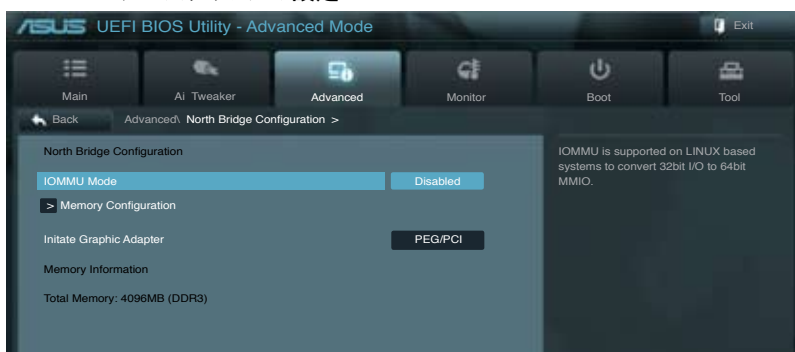 ASUS UEFI BIOS Utility - Advanced Mode
Exit
Main
Ai Tweaker
Advanced
Monitor
Boot
Tool
Back
Advanced\ North Bridge Configuration >
North Bridge Configuration
IOMMU Mode Disabled
> Memory Configuration
Initate Graphic Adapter PEG/PCI
Memory Information
Total Memory: 4096MB (DDR3)
IOMMU is supported on LINUX based
systems to convert 32bit I/O to 64bit
MMIO.